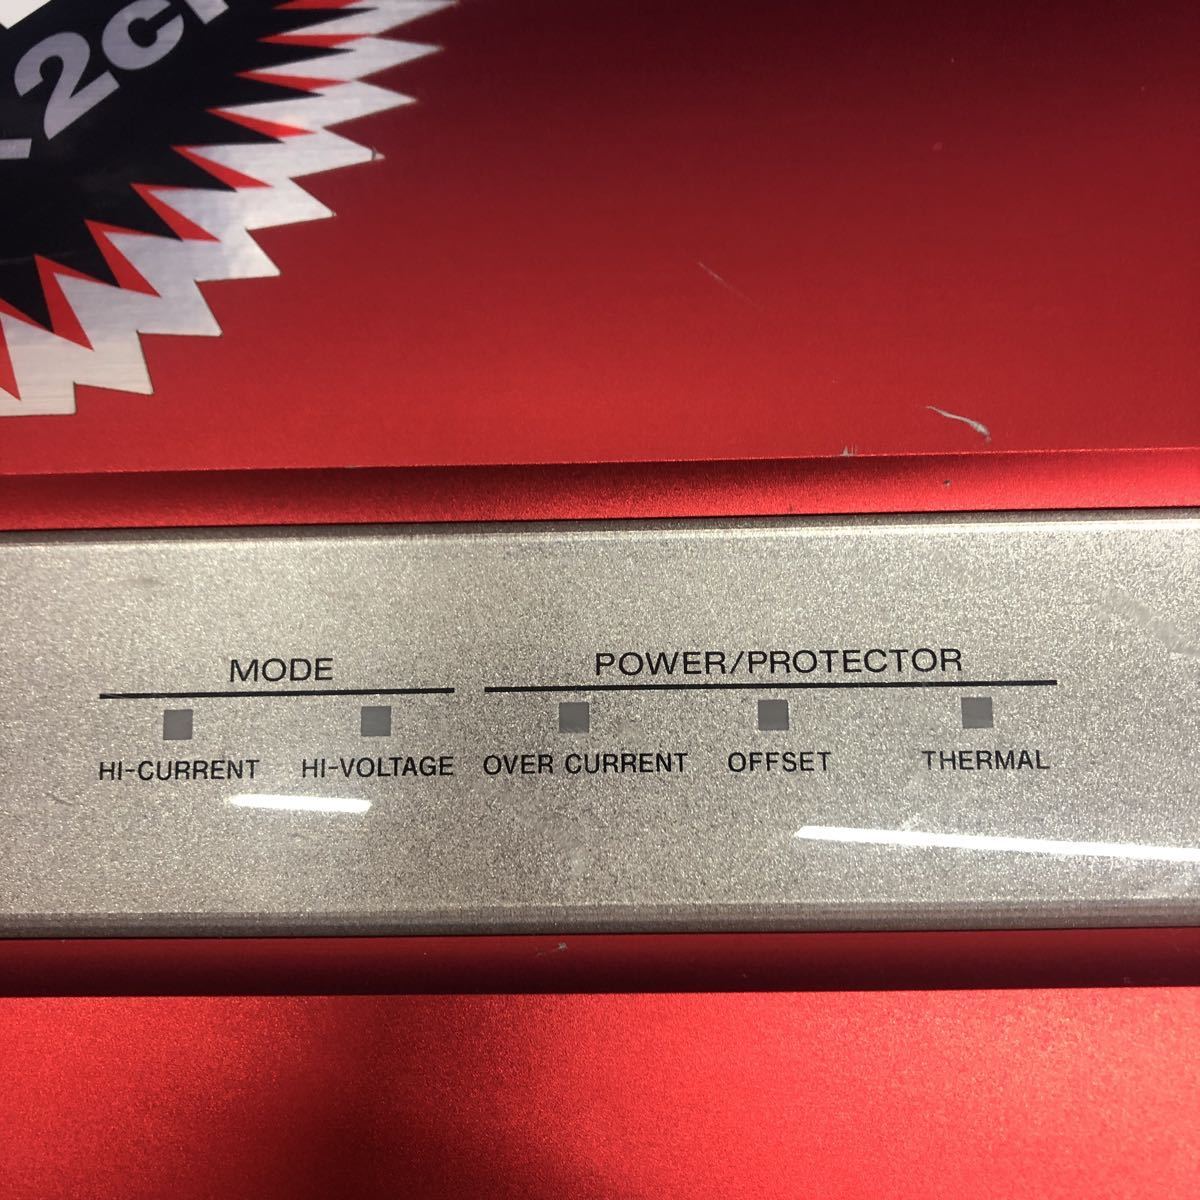 2ch
MODE
POWER/PROTECTOR
HI-CURRENT
HI-VOLTAGE
OVER CURRENT
OFFSET
THERMAL